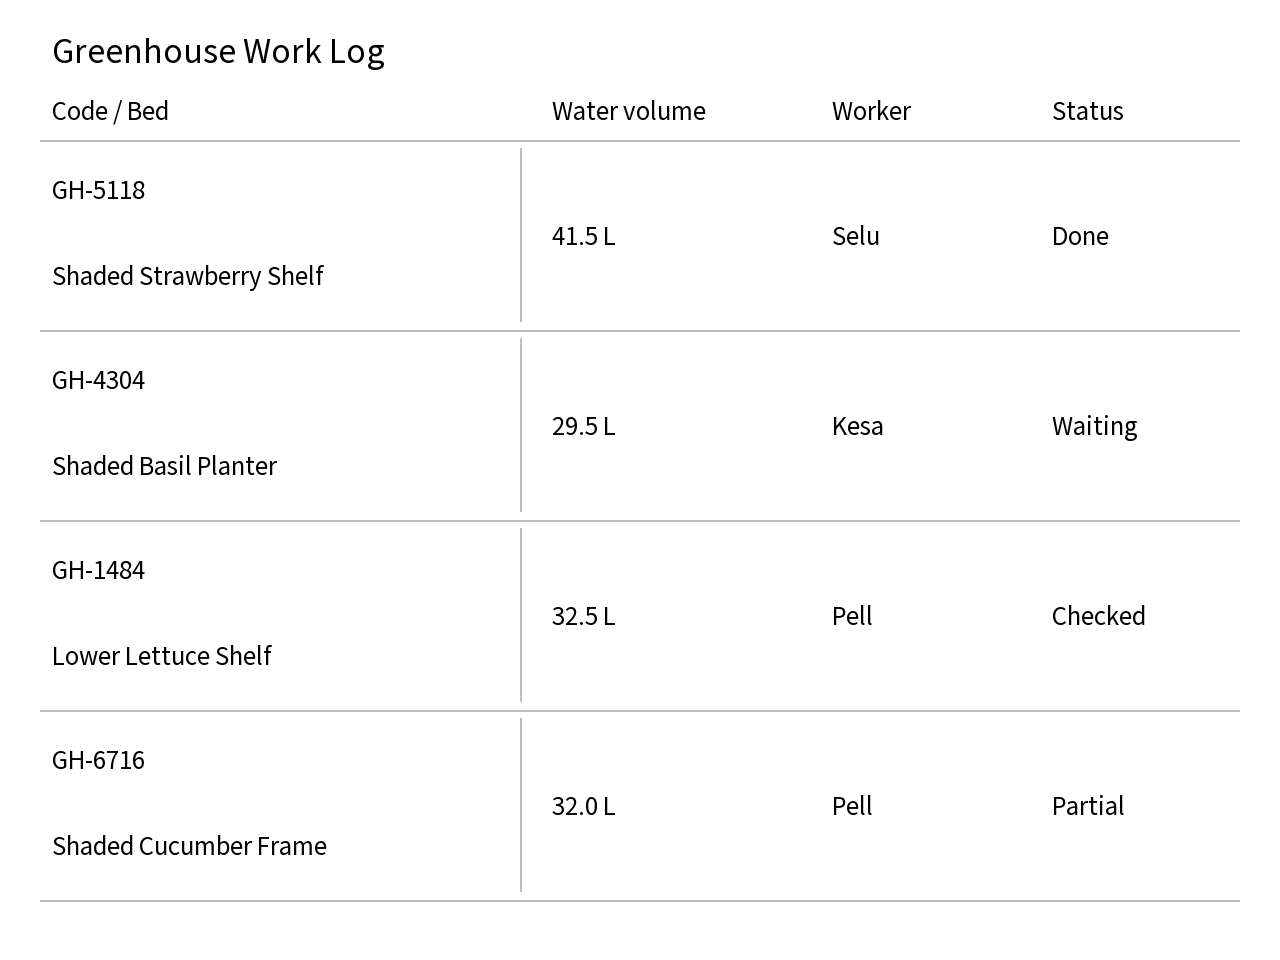 Greenhouse Work Log
Code / Bed Water volume Worker Status
GH-5118
Shaded Strawberry Shelf
41.5 L Selu Done
GH-4304
Shaded Basil Planter
29.5 L Kesa Waiting
GH-1484
Lower Lettuce Shelf
32.5 L Pell Checked
GH-6716
Shaded Cucumber Frame
32.0 L Pell Partial